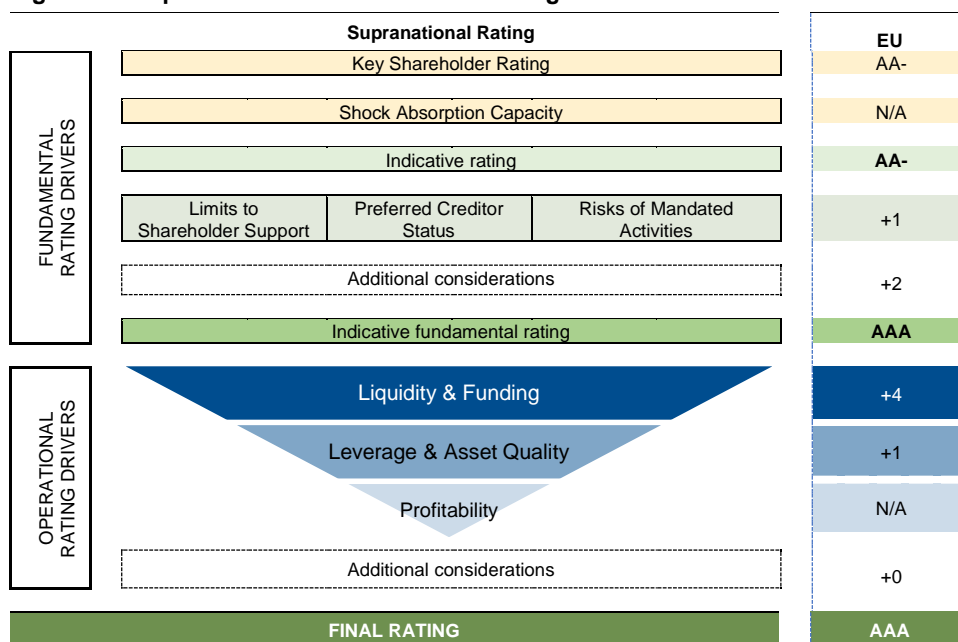 Supranational Rating
EU
Key Shareholder Rating
AA-
Shock Absorption Capacity
N/A
Indicative rating
AA-
FUNDAMENTAL
RATING DRIVERS
Limits to
Shareholder Support
Preferred Creditor
Status
Risks of Mandated
Activities
+1
Additional considerations
+2
Indicative fundamental rating
AAA
OPERATIONAL
RATING DRIVERS
Liquidity & Funding
+4
Leverage & Asset Quality
+1
Profitability
N/A
Additional considerations
+0
FINAL RATING
AAA